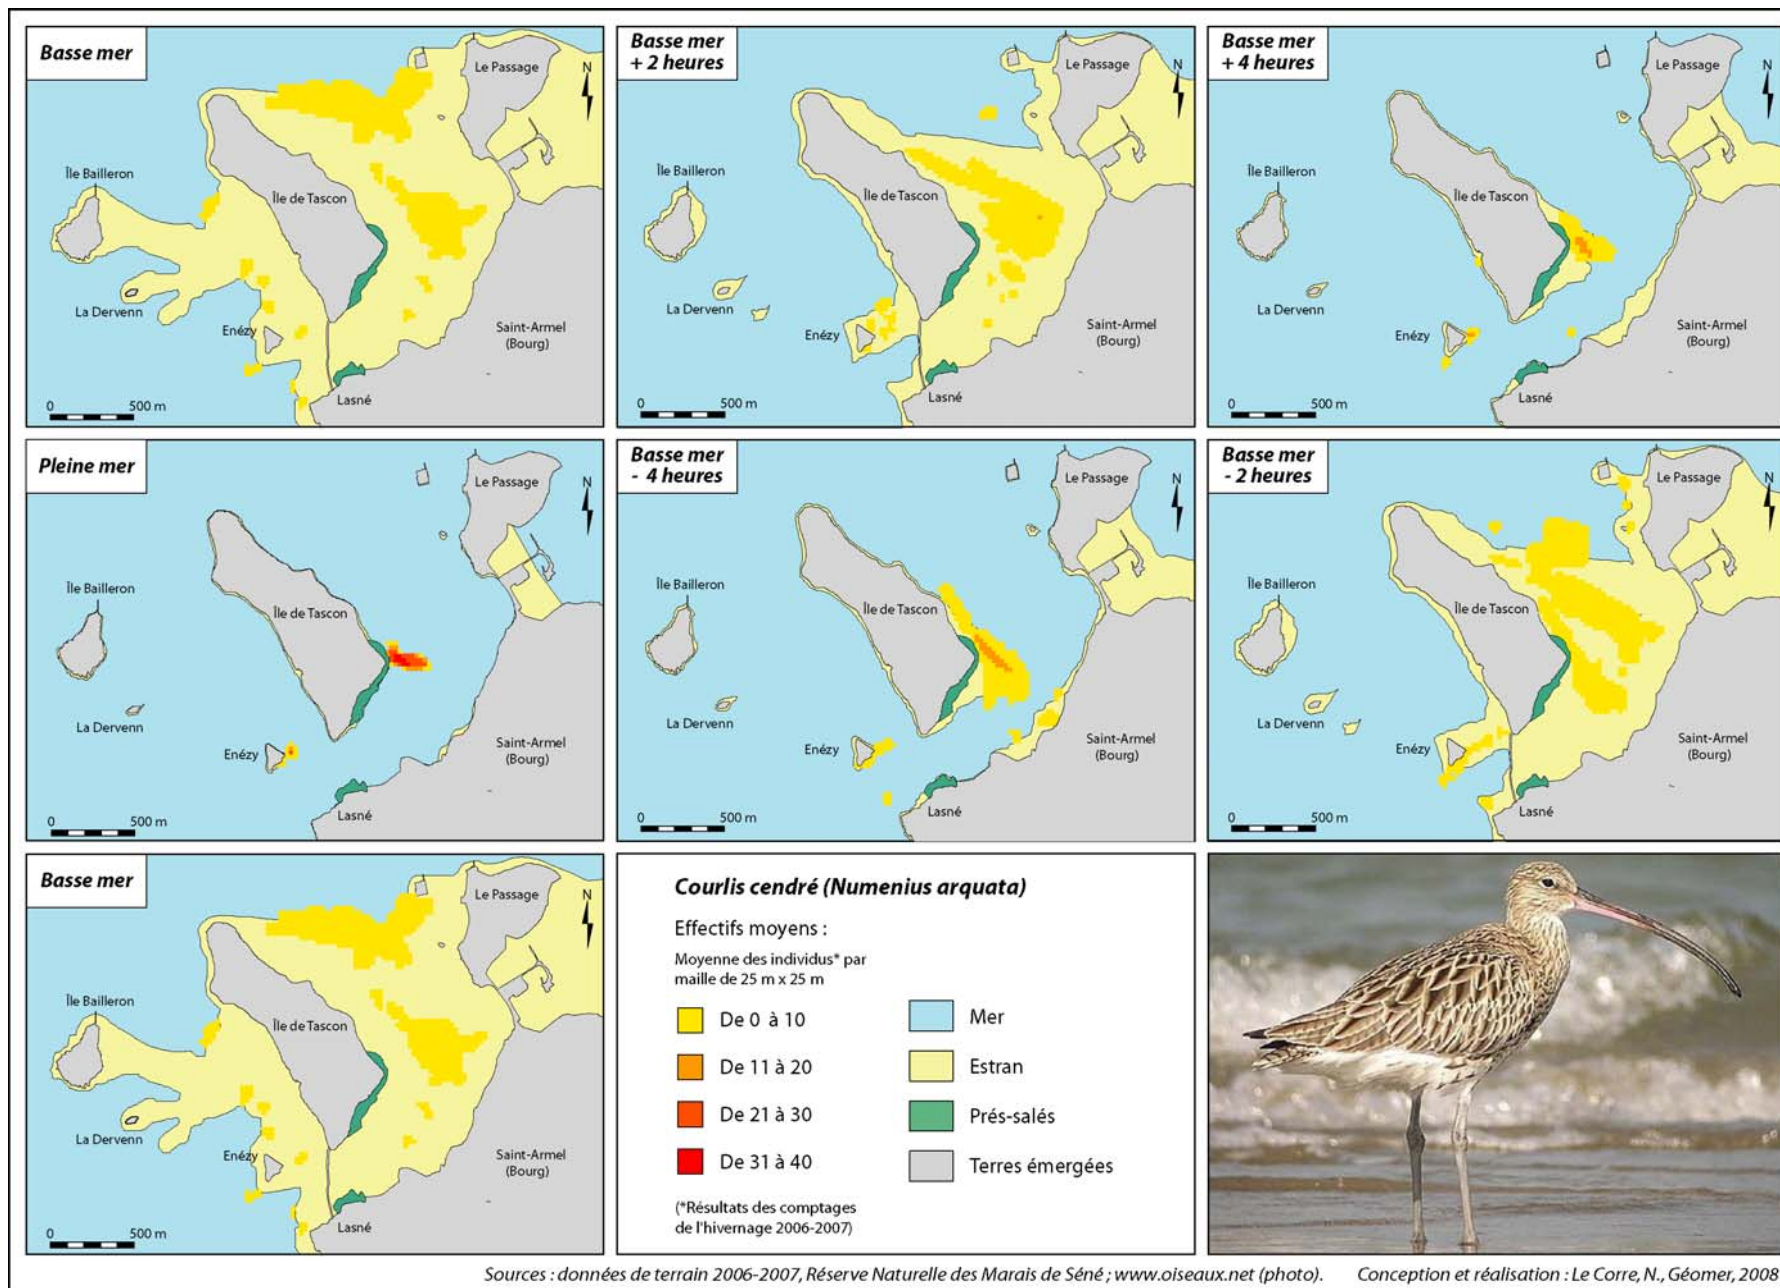 Basse mer
Le Passage
N
Île Bailleron
Île de Tascon
La Dervenn
Enézy
Saint-Armel
(Bourg)
Lasné
0 500 m
Basse mer
+ 2 heures
Le Passage
N
Île Bailleron
Île de Tascon
La Dervenn
Enézy
Saint-Armel
(Bourg)
Lasné
0 500 m
Basse mer
+ 4 heures
Le Passage
N
Île Bailleron
Île de Tascon
La Dervenn
Enézy
Saint-Armel
(Bourg)
Lasné
0 500 m
Pleine mer
Le Passage
N
Île Bailleron
Île de Tascon
La Dervenn
Enézy
Saint-Armel
(Bourg)
Lasné
0 500 m
Basse mer
- 4 heures
Le Passage
N
Île Bailleron
Île de Tascon
La Dervenn
Enézy
Saint-Armel
(Bourg)
Lasné
0 500 m
Basse mer
- 2 heures
Le Passage
N
Île Bailleron
Île de Tascon
La Dervenn
Enézy
Saint-Armel
(Bourg)
Lasné
0 500 m
Basse mer
Le Passage
N
Île Bailleron
Île de Tascon
La Dervenn
Enézy
Saint-Armel
(Bourg)
Lasné
0 500 m
Courlis cendré (Numenius arquata)
Effectifs moyens :
Moyenne des individus* par
maille de 25 m x 25 m
De 0 à 10
De 11 à 20
De 21 à 30
De 31 à 40
(*Résultats des comptages
de l'hivernage 2006-2007)
Mer
Estran
Prés-salés
Terres émergées
Sources : données de terrain 2006-2007, Réserve Naturelle des Marais de Séné ; www.oiseaux.net (photo). Conception et réalisation : Le Corre, N., Géomer, 2008